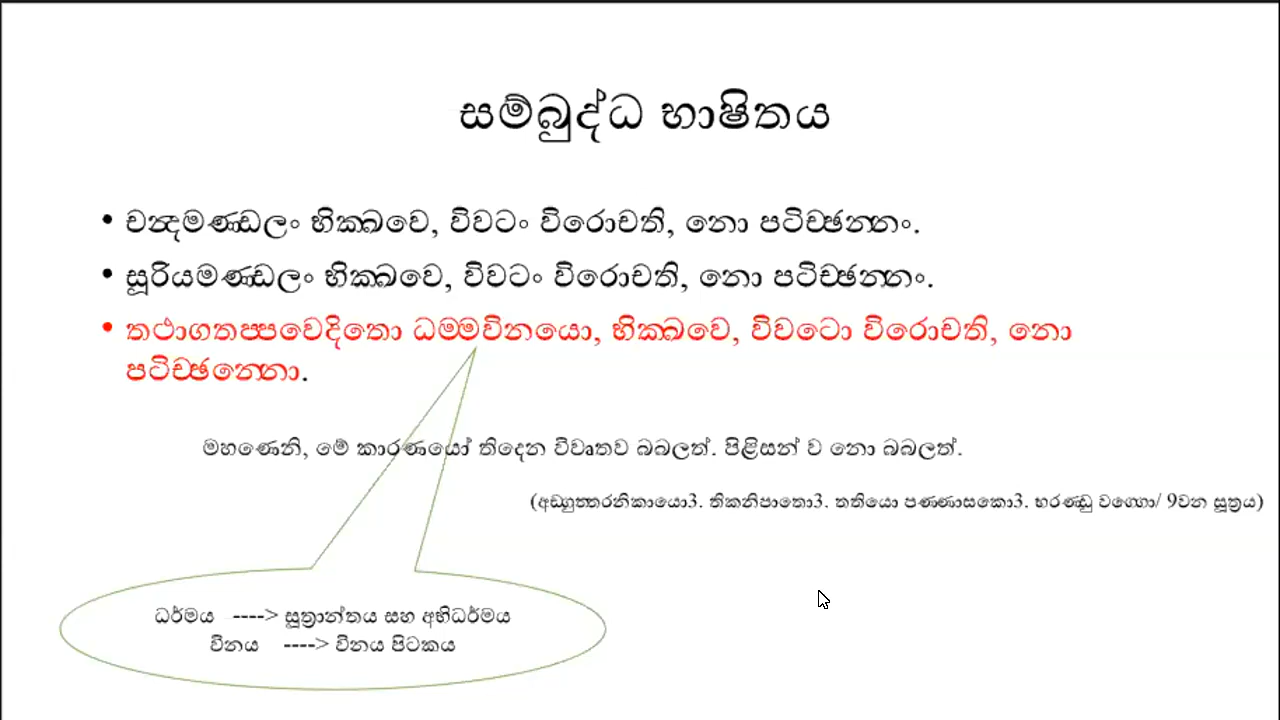 සම්බුද්ධ භාෂිතය
• චන්‍දමණ‍්ඩලං භික‍්ඛවෙ, විවටං විරොචති, නො පටිච‍්ඡන‍්නං.
• සූරියමණ‍්ඩලං භික‍්ඛවෙ, විවටං විරොචති, නො පටිච‍්ඡන‍්නං.
• තථාගතප‍්පවෙදිතො ධම‍්මවිනයො, භික‍්ඛවෙ, විවටො විරොචති, නො
පටිච‍්ඡන‍්නො.
මහණෙනි, මේ කාරණයෝ තිදෙන විවෘතව බබලත්. පිළිසන් ව නො බබලත්.
(අඞ‍්ගුත‍්තරනිකායො3. තිකනිපාතො3. තතියො පණ‍්ණාසකො3. භරණ‍්ඩු වග‍්ගො/ 9වන සූත්‍රය)
ධර්මය ----> සුත්‍රාන්තය සහ අභිධර්මය
විනය ----> විනය පිටකය